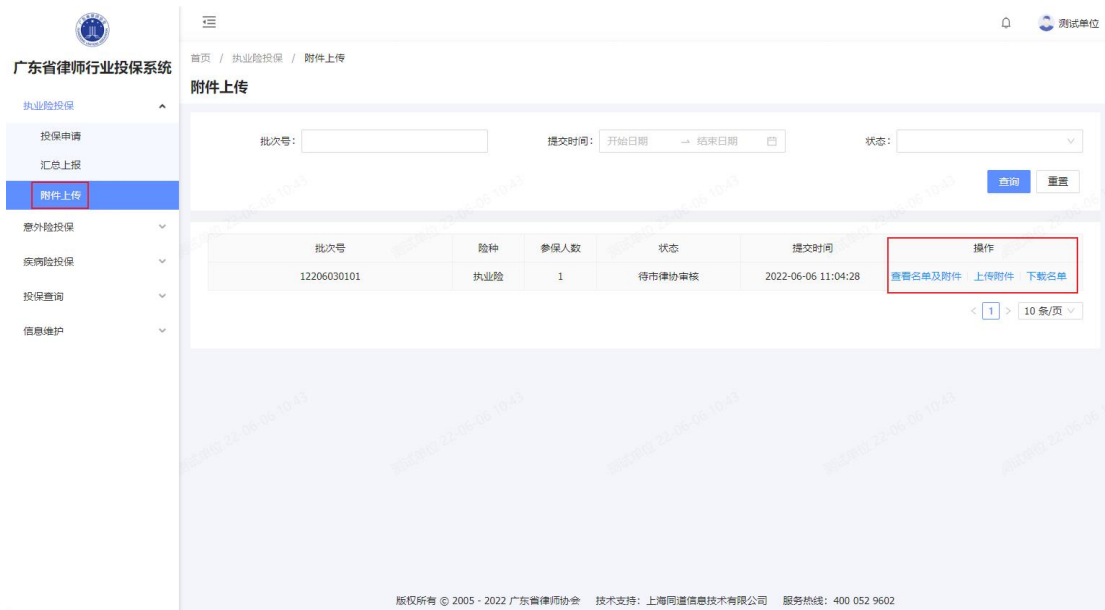 测试单位
广东省律师行业投保系统
首页 / 执业险投保 / 附件上传
附件上传
执业险投保
投保申请
汇总上报
附件上传
意外险投保
疾病险投保
投保查询
信息维护
批次号： 提交时间： 开始日期 → 结束日期 状态：
查询 重置
批次号 险种 参保人数 状态 提交时间 操作
12206030101 执业险 1 待市律协审核 2022-06-06 11:04:28 查看名单及附件 上传附件 下载名单
< 1 > 10 条/页
测试单位 22-06-06 10:43
版权所有 © 2005 - 2022 广东省律师协会 技术支持：上海同道信息技术有限公司 服务热线：400 052 9602